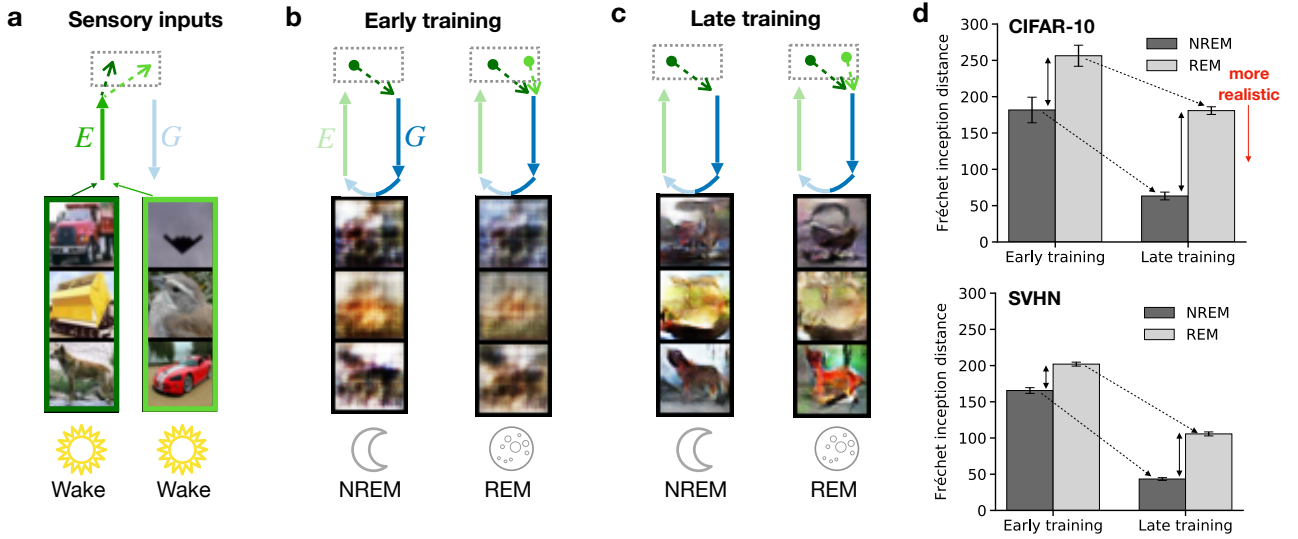 a Sensory inputs
E
G
Wake
Wake
b Early training
E
G
NREM
REM
c Late training
NREM
REM
d
CIFAR-10
NREM
REM
more
realistic
Fréchet inception distance
300
250
200
150
100
50
0
Early training
Late training
SVHN
NREM
REM
Fréchet inception distance
300
250
200
150
100
50
0
Early training
Late training